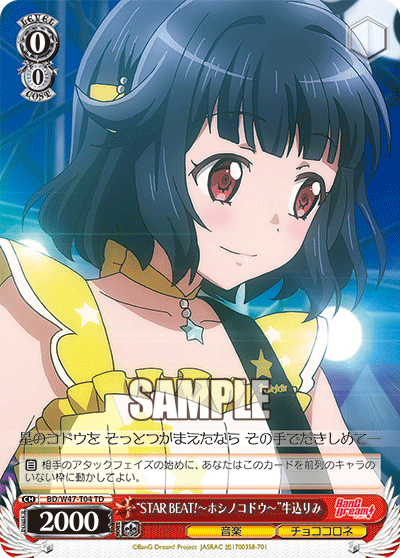 LEVEL
0
0
COST
SAMPLE
星のコドウを そっとつかまえたなら その手でだきしめて―
自 相手のアタックフェイズの始めに、あなたはこのカードを前列のキャラの
いない枠に動かしてよい。
CH BD/W47-T04 TD
2000
"STAR BEAT!~ホシノコドウ~"牛込りみ
BanG Dream!
音楽
チョココロネ
©BanG Dream! Project JASRAC 出1700358-701